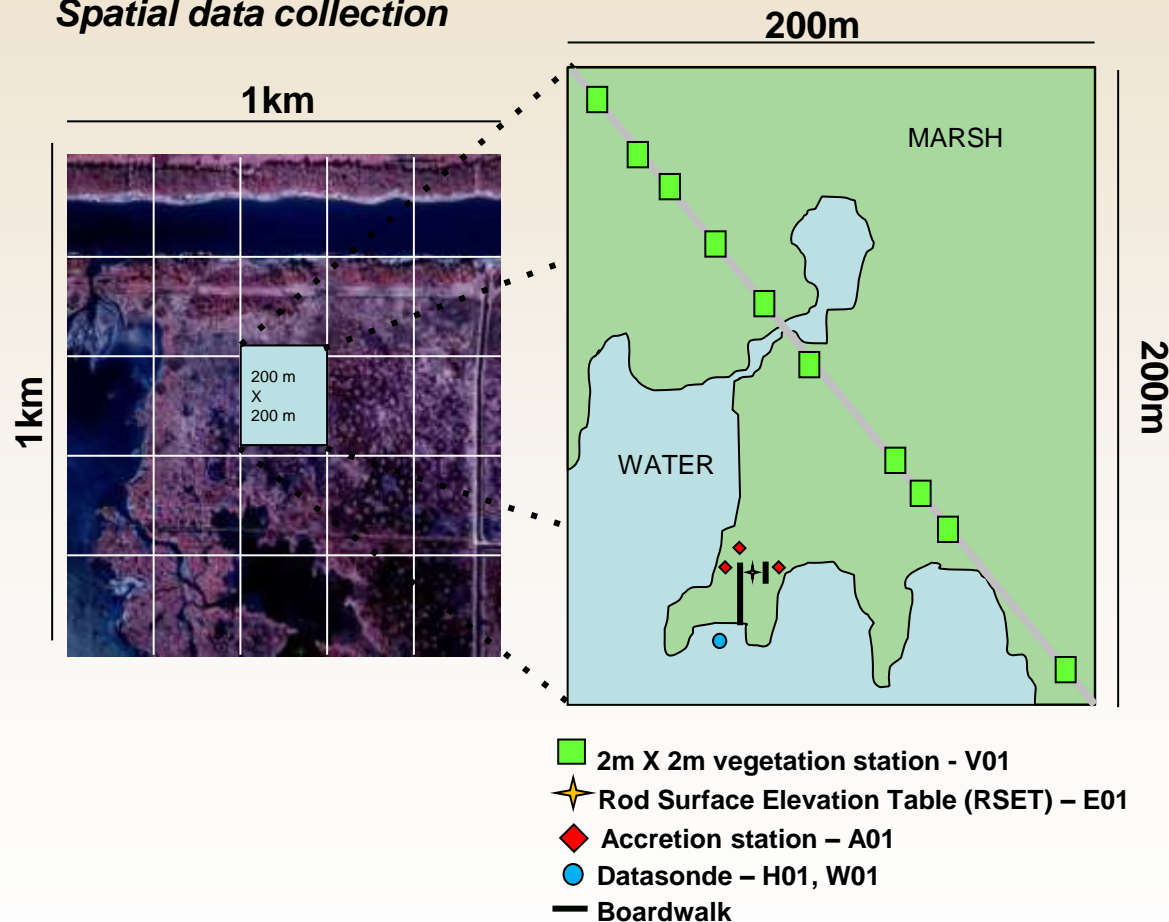 Spatial data collection
200m
1km
1km
200 m
X
200 m
MARSH
WATER
200m
2m X 2m vegetation station - V01
Rod Surface Elevation Table (RSET) – E01
Accretion station – A01
Datasonde – H01, W01
Boardwalk